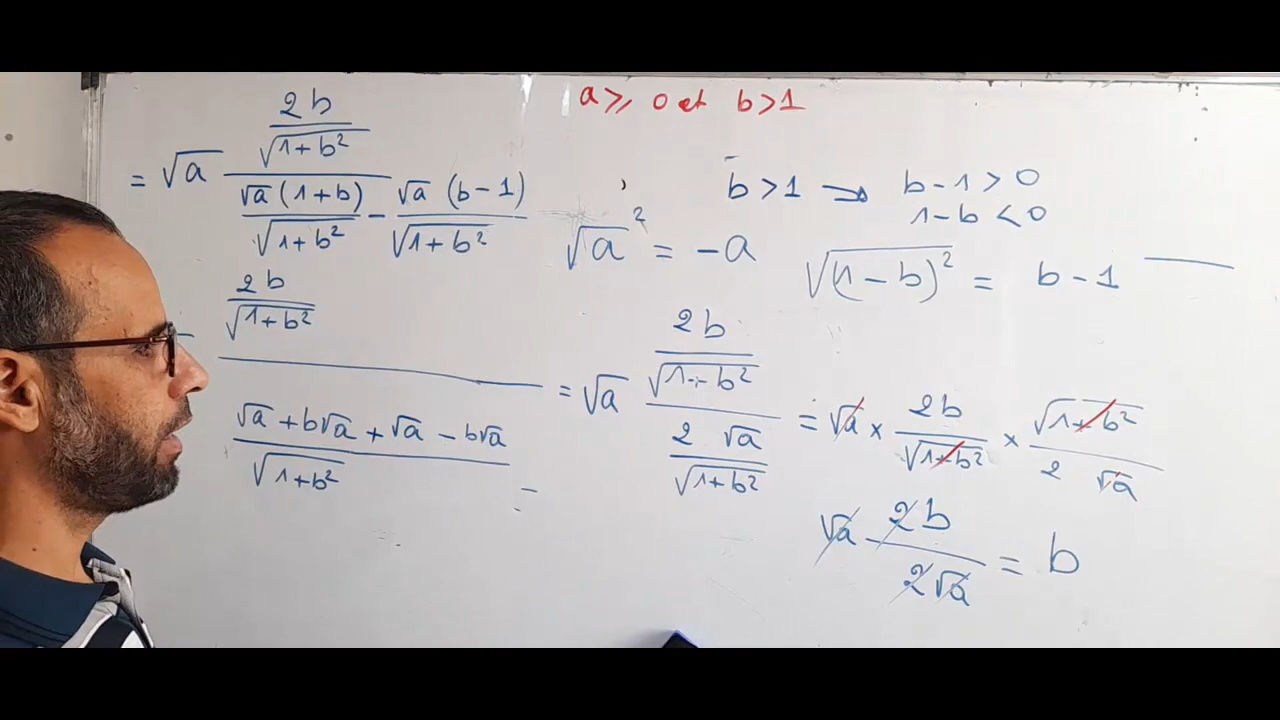 a ⩾ 0 et b > 1
= √a (2b/√(1+b²)) / (√a(1+b)/√(1+b²) − √a(b−1)/√(1+b²))
b > 1 → b − 1 > 0
1 − b < 0
√a² = −a
√(1−b)² = b − 1
(2b/√(1+b²)) / ((√a + b√a + √a − b√a)/√(1+b²))
=
= √a (2b/√(1+b²)) / (2√a/√(1+b²))
= √a × 2b/√(1+b²) × √(1+b²)/(2√a)
√a 2b/(2√a) = b